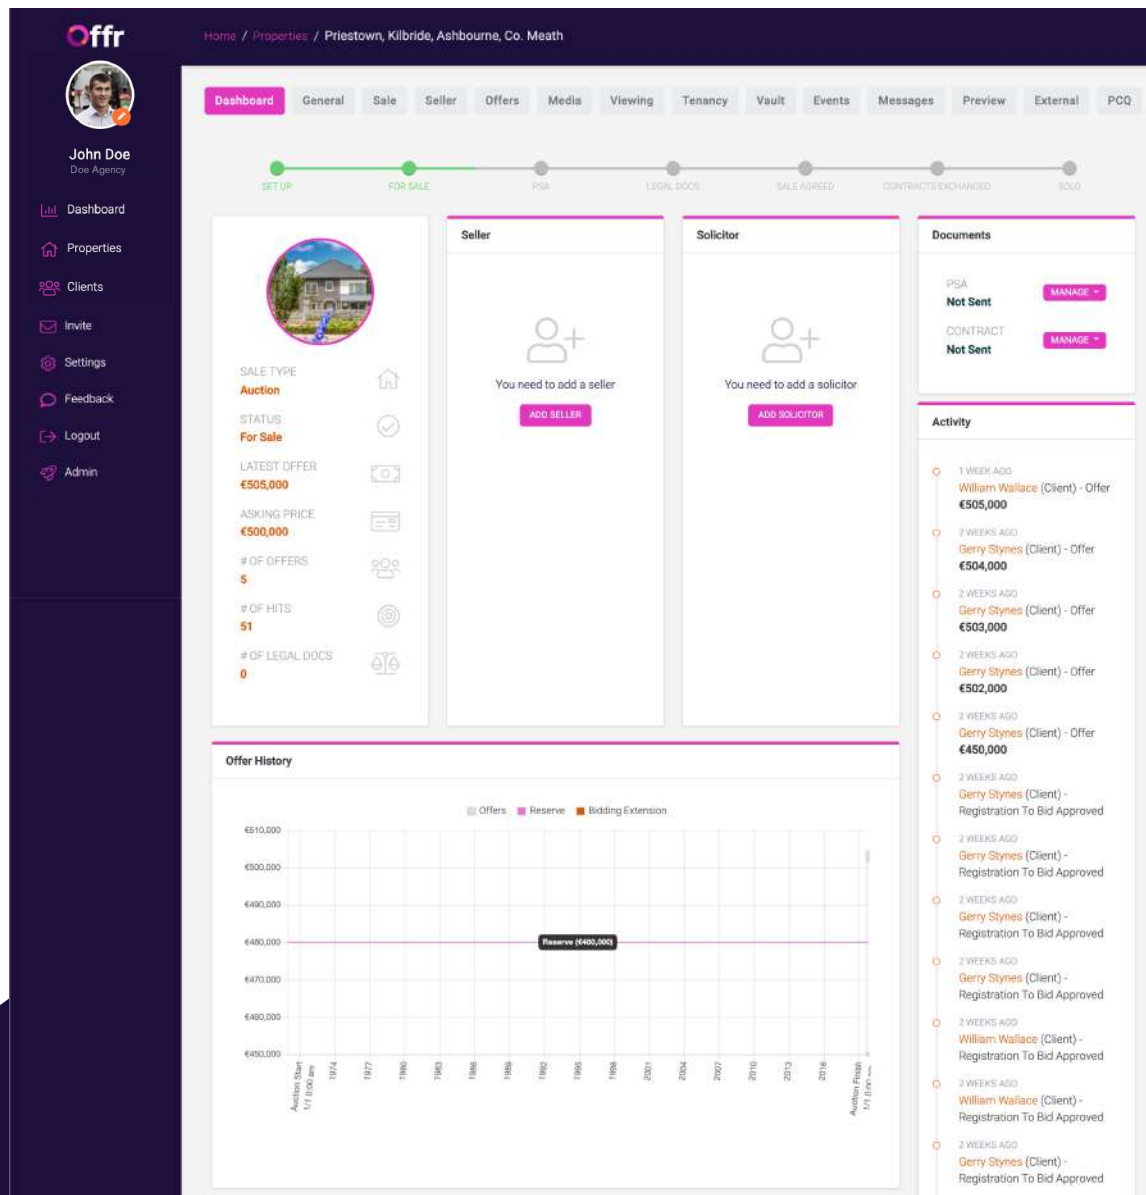 Offr
Home / Properties / Priestown, Kilbride, Ashbourne, Co. Meath
John Doe
Doe Agency
Dashboard
Properties
Clients
Invite
Settings
Feedback
Logout
Admin
Dashboard General Sale Seller Offers Media Viewing Tenancy Vault Events Messages Preview External PCQ
SET UP FOR SALE PSA LEGAL DOCS SALE AGREED CONTRACTS EXCHANGED SOLD
SALE TYPE
Auction
STATUS
For Sale
LATEST OFFER
€505,000
ASKING PRICE
€500,000
# OF OFFERS
5
# OF HITS
51
# OF LEGAL DOCS
0
Seller
You need to add a seller
ADD SELLER
Solicitor
You need to add a solicitor
ADD SOLICITOR
Documents
PSA
Not Sent
MANAGE
CONTRACT
Not Sent
MANAGE
Activity
1 WEEK AGO
William Wallace (Client) - Offer
€505,000
2 WEEKS AGO
Gerry Stynes (Client) - Offer
€504,000
2 WEEKS AGO
Gerry Stynes (Client) - Offer
€503,000
2 WEEKS AGO
Gerry Stynes (Client) - Offer
€502,000
2 WEEKS AGO
Gerry Stynes (Client) - Offer
€450,000
2 WEEKS AGO
Gerry Stynes (Client) -
Registration To Bid Approved
2 WEEKS AGO
Gerry Stynes (Client) -
Registration To Bid Approved
2 WEEKS AGO
Gerry Stynes (Client) -
Registration To Bid Approved
2 WEEKS AGO
Gerry Stynes (Client) -
Registration To Bid Approved
2 WEEKS AGO
William Wallace (Client) -
Registration To Bid Approved
2 WEEKS AGO
William Wallace (Client) -
Registration To Bid Approved
2 WEEKS AGO
Gerry Stynes (Client) -
Registration To Bid Approved
Offer History
Offers Reserve Bidding Extension
€510,000
€500,000
€490,000
€480,000
Reserve (€480,000)
€470,000
€460,000
€450,000
Auction Start
1/1 0:00 am
1974 1977 1980 1983 1986 1989 1992 1995 1998 2001 2004 2007 2010 2013 2016
Auction Finish
1/1 0:00